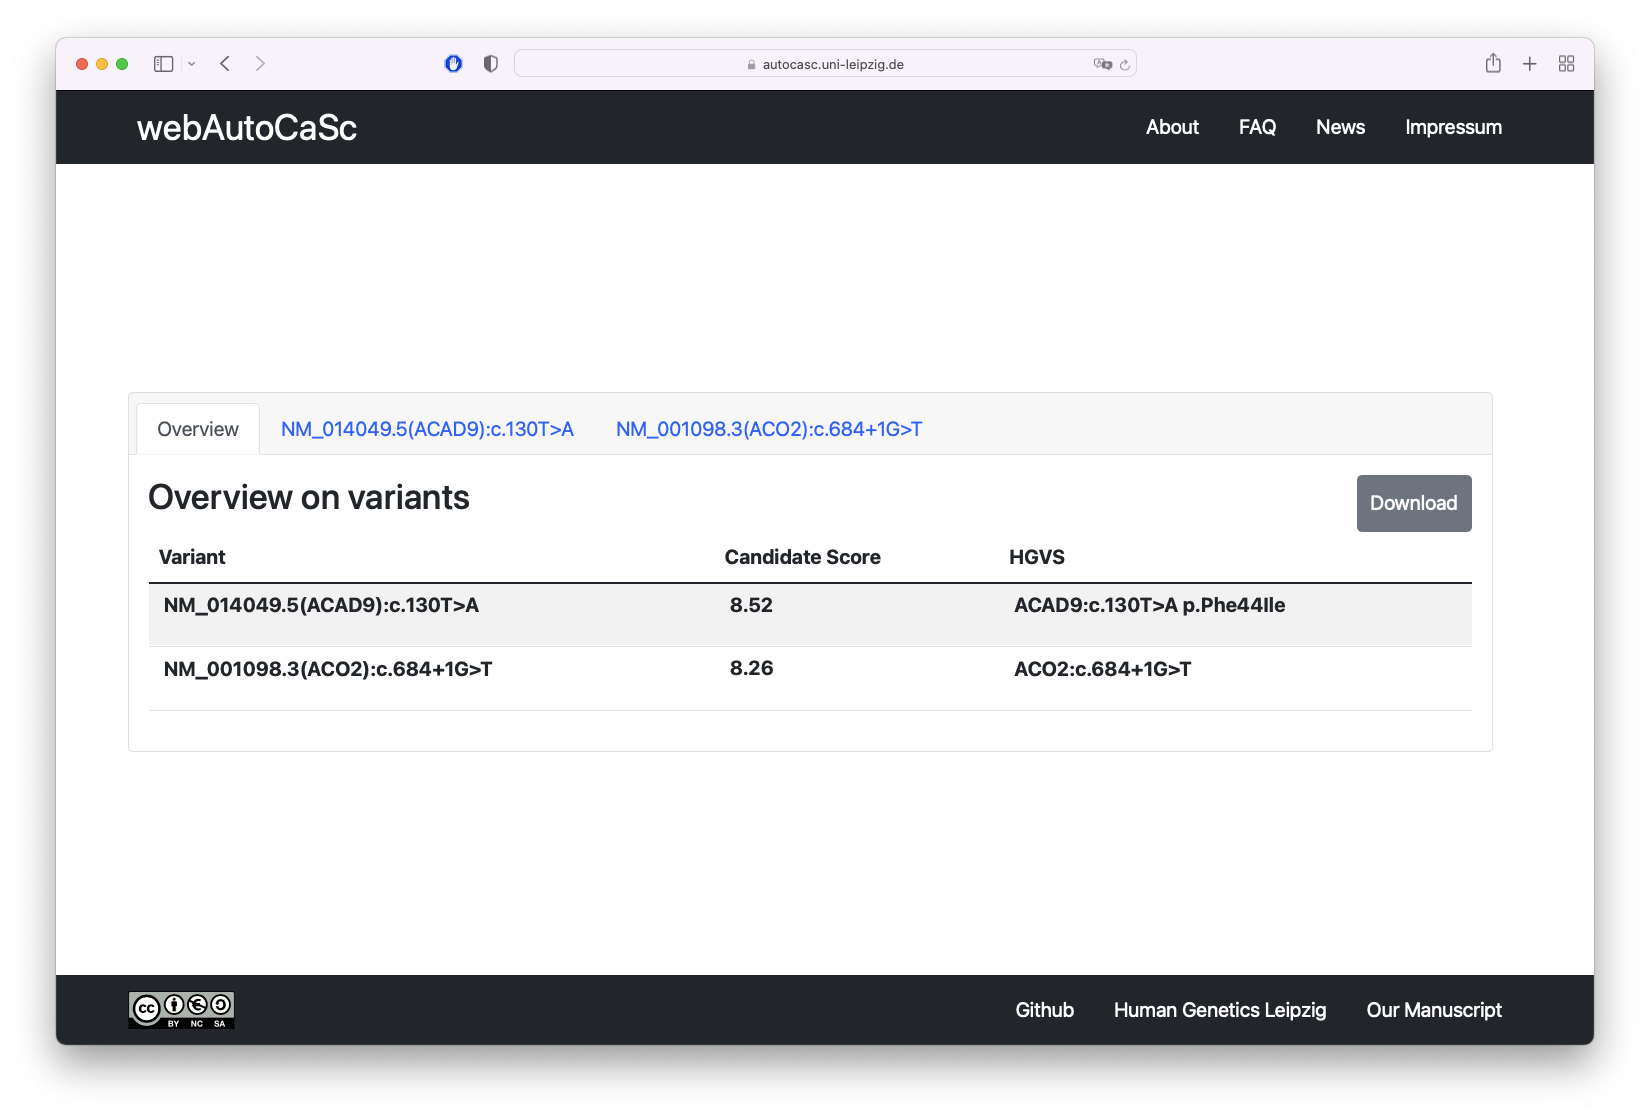 autocasc.uni-leipzig.de
webAutoCaSc
About FAQ News Impressum
Overview NM_014049.5(ACAD9):c.130T>A NM_001098.3(ACO2):c.684+1G>T
Overview on variants
Download
Variant Candidate Score HGVS
NM_014049.5(ACAD9):c.130T>A 8.52 ACAD9:c.130T>A p.Phe44Ile
NM_001098.3(ACO2):c.684+1G>T 8.26 ACO2:c.684+1G>T
cc BY NC SA
Github Human Genetics Leipzig Our Manuscript